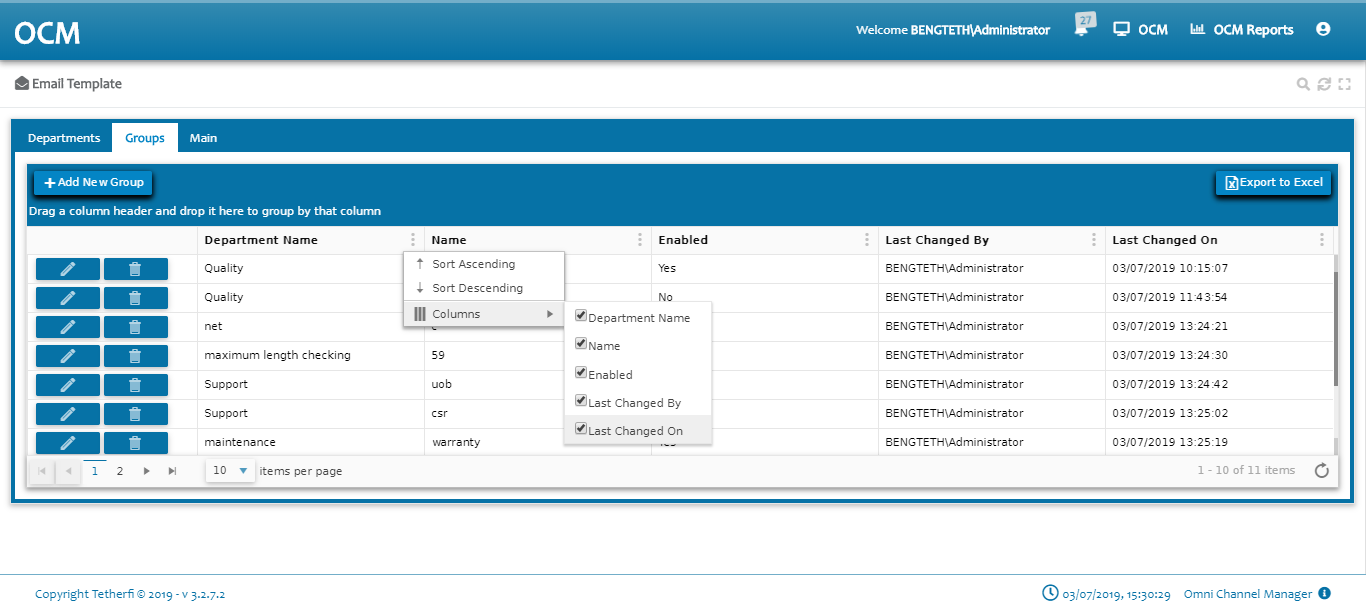 OCM
Welcome BENGTETH\Administrator
27
OCM
OCM Reports
Email Template
Departments
Groups
Main
Add New Group
Export to Excel
Drag a column header and drop it here to group by that column
Department Name
Name
Enabled
Last Changed By
Last Changed On
Quality
Yes
BENGTETH\Administrator
03/07/2019 10:15:07
Quality
No
BENGTETH\Administrator
03/07/2019 11:43:54
net
BENGTETH\Administrator
03/07/2019 13:24:21
maximum length checking
59
BENGTETH\Administrator
03/07/2019 13:24:30
Support
uob
BENGTETH\Administrator
03/07/2019 13:24:42
Support
csr
BENGTETH\Administrator
03/07/2019 13:25:02
maintenance
warranty
BENGTETH\Administrator
03/07/2019 13:25:19
Sort Ascending
Sort Descending
Columns
Department Name
Name
Enabled
Last Changed By
Last Changed On
1
2
10
items per page
1 - 10 of 11 items
Copyright Tetherfi © 2019 - v 3.2.7.2
03/07/2019, 15:30:29
Omni Channel Manager